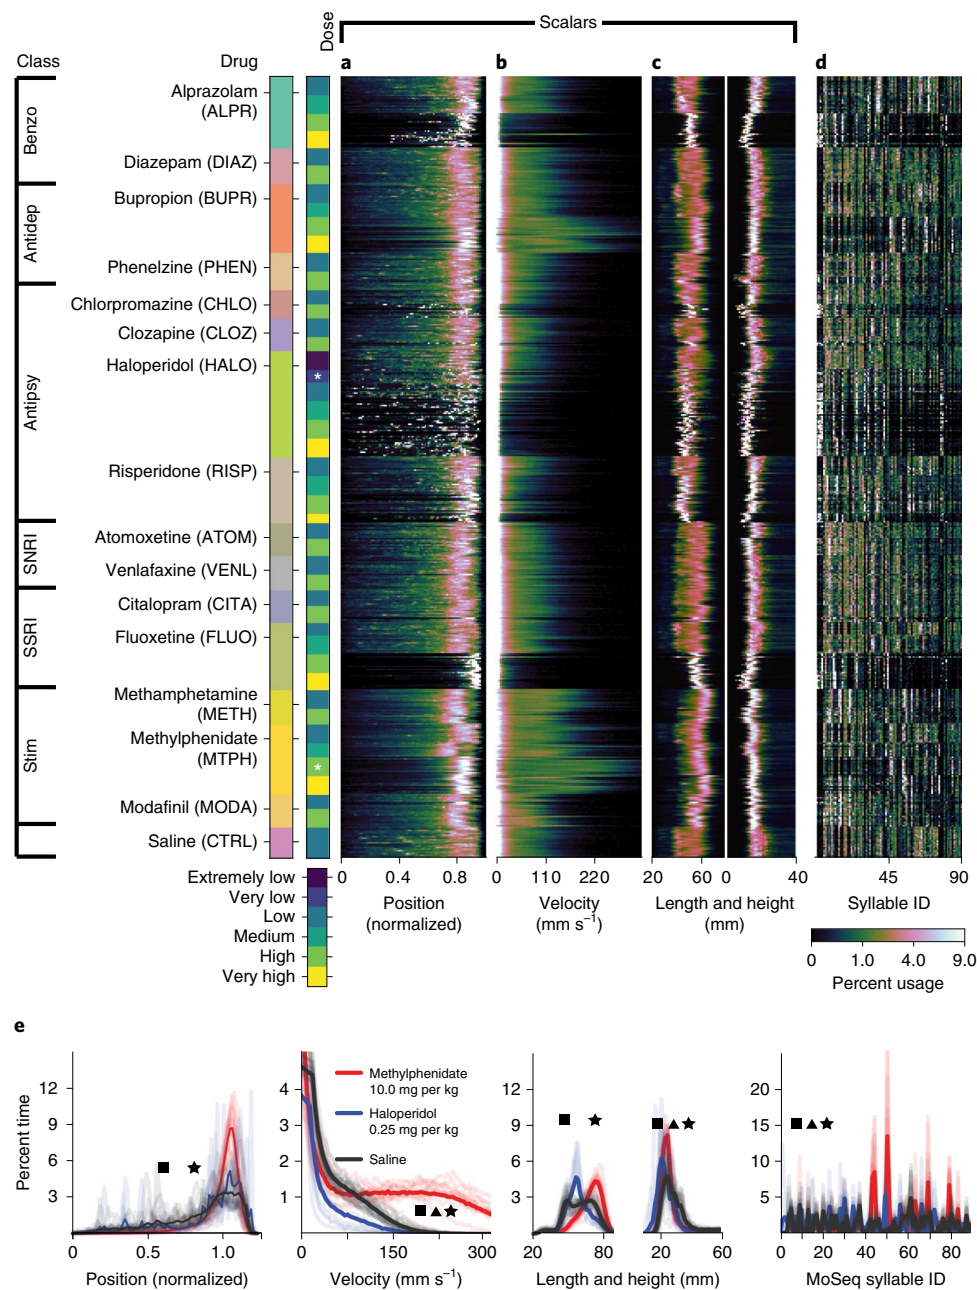 Scalars
Dose
Class
Drug
a
b
c
d
Benzo
Antidep
Antipsy
SNRI
SSRI
Stim
Alprazolam
(ALPR)
Diazepam (DIAZ)
Bupropion (BUPR)
Phenelzine (PHEN)
Chlorpromazine (CHLO)
Clozapine (CLOZ)
Haloperidol (HALO)
*
Risperidone (RISP)
Atomoxetine (ATOM)
Venlafaxine (VENL)
Citalopram (CITA)
Fluoxetine (FLUO)
Methamphetamine
(METH)
Methylphenidate
(MTPH)
*
Modafinil (MODA)
Saline (CTRL)
Extremely low
Very low
Low
Medium
High
Very high
0 0.4 0.8
Position
(normalized)
0 110 220
Velocity
(mm s−1)
20 60 0 40
Length and height
(mm)
45 90
Syllable ID
0 1.0 4.0 9.0
Percent usage
e
Percent time
12
9
6
3
0 0.5 1.0
Position (normalized)
4
3
2
1
Methylphenidate
10.0 mg per kg
Haloperidol
0.25 mg per kg
Saline
0 150 300
Velocity (mm s−1)
12
9
6
3
20 80 20 60
Length and height (mm)
20
15
10
5
0 20 40 60 80
MoSeq syllable ID